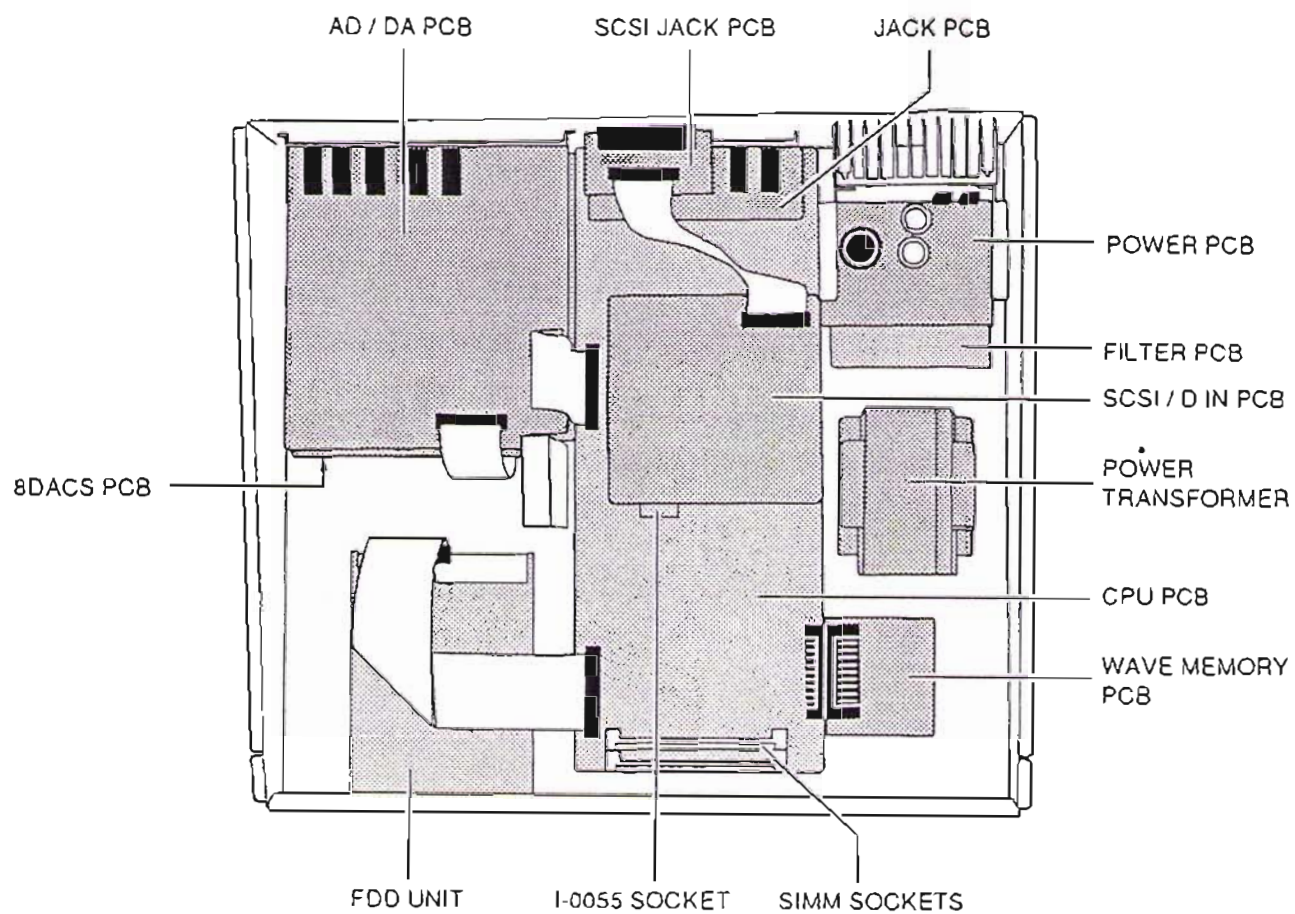 AD / DA PCB
SCSI JACK PCB
JACK PCB
POWER PCB
FILTER PCB
SCSI / D IN PCB
8DACS PCB
POWER
TRANSFORMER
CPU PCB
WAVE MEMORY
PCB
FDD UNIT
I-0055 SOCKET
SIMM SOCKETS